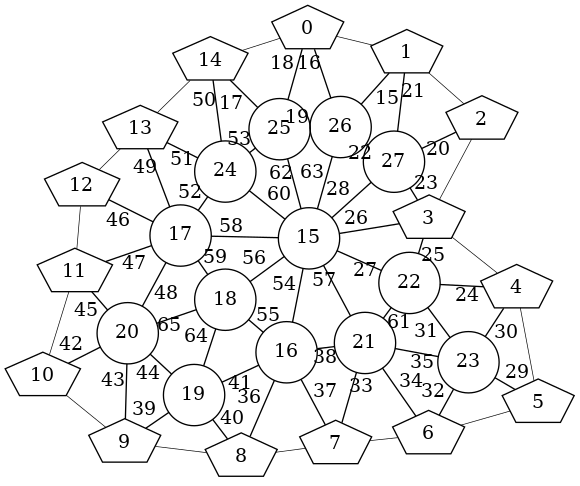 0
14 1
18 16
50 17 15 21
13 25 19 26 2
53 22 20
49 51 24 62 63 27
12 52 60 28 23
46 58 26 3
17 15
47 59 56 25
11 54 57 27 22 4
48 24
45 18 55
65 64 61 31 30
42 20 16 38 21 35
10 43 44 41 33 23 29
36 37 34 32
19 5
39 40
9 8 7 6